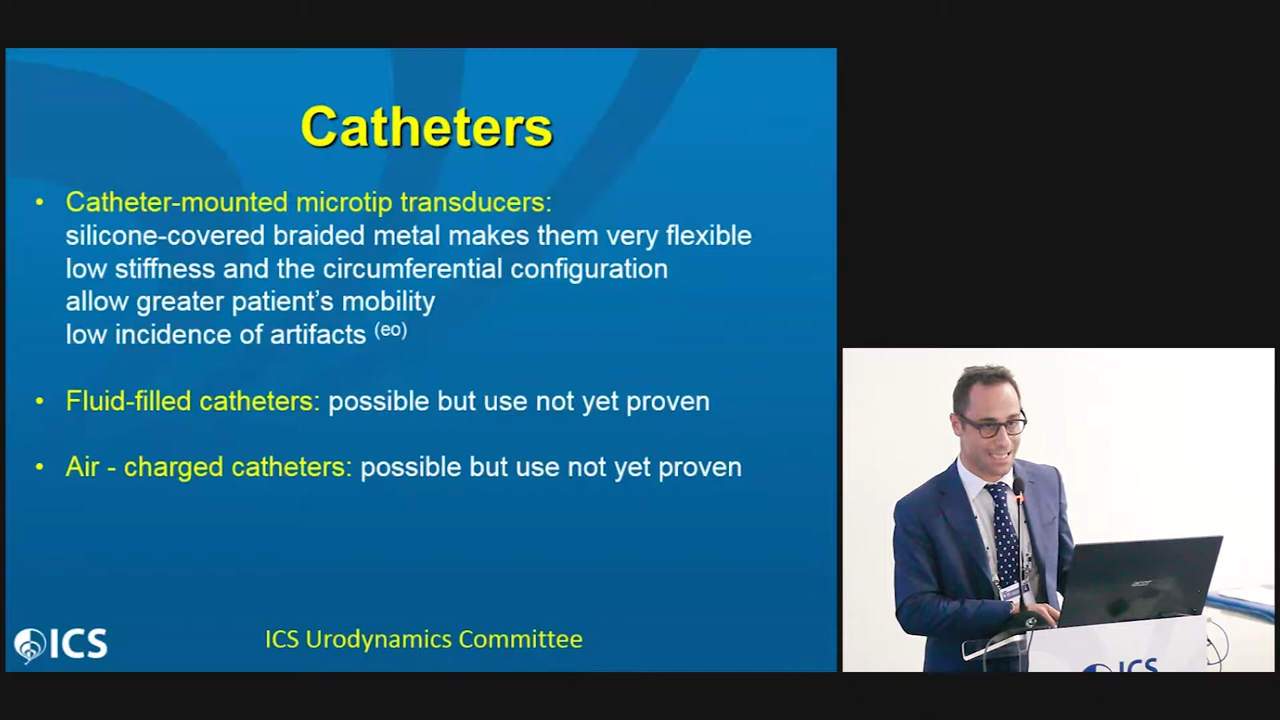 Catheters
• Catheter-mounted microtip transducers:
silicone-covered braided metal makes them very flexible
low stiffness and the circumferential configuration
allow greater patient’s mobility
low incidence of artifacts (eo)
• Fluid-filled catheters: possible but use not yet proven
• Air - charged catheters: possible but use not yet proven
ICS
ICS Urodynamics Committee
acer
ICS